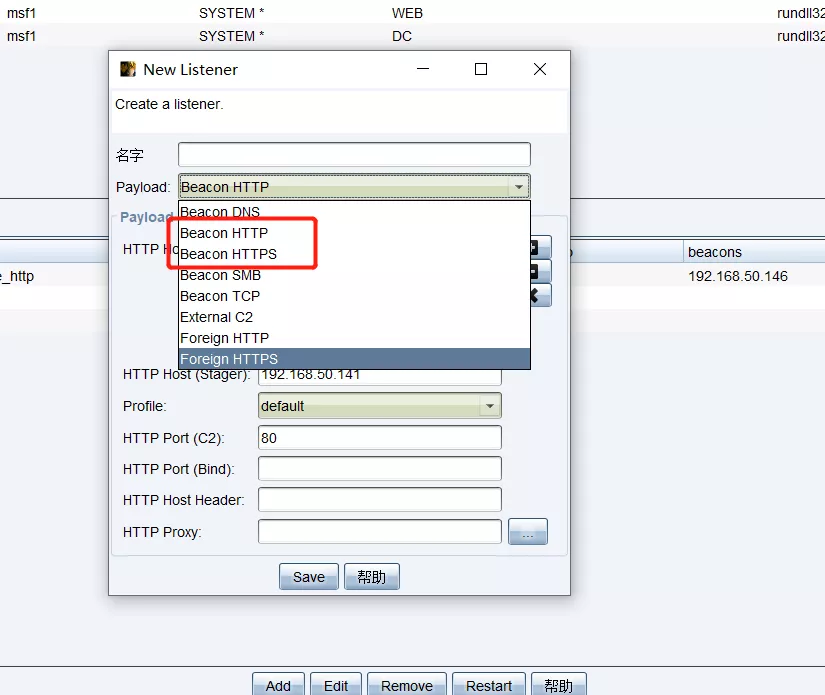 msf1 SYSTEM * WEB rundll32
msf1 SYSTEM * DC rundll32
New Listener
Create a listener.
名字
Payload: Beacon HTTP
Beacon DNS
Payload
Beacon HTTP
HTTP Ho
Beacon HTTPS
beacons
Beacon SMB
e_http 192.168.50.146
Beacon TCP
External C2
Foreign HTTP
Foreign HTTPS
HTTP Host (Stager): 192.168.50.141
Profile: default
HTTP Port (C2): 80
HTTP Port (Bind):
HTTP Host Header:
HTTP Proxy: ...
Save 帮助
Add Edit Remove Restart 帮助